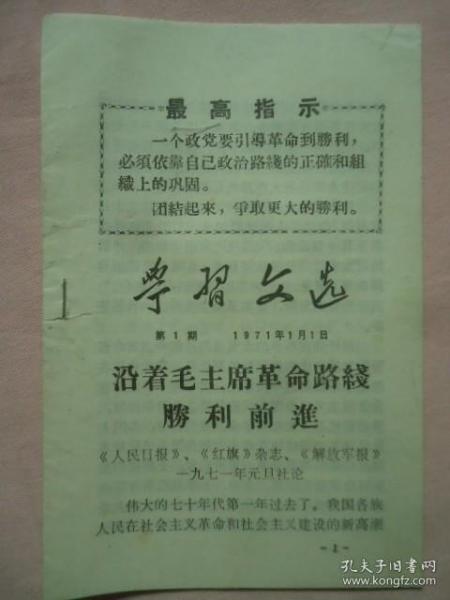 最高指示
一个政党要引導革命到勝利，
必須依靠自己政治路綫的正確和組
織上的巩固。
团結起來，爭取更大的勝利。
學習文选
第1期 1971年1月1日
沿着毛主席革命路綫
勝利前進
《人民日报》、《红旗》杂志、《解放军报》
一九七一年元旦社论
伟大的七十年代第一年过去了。我国各族
人民在社会主义革命和社会主义建设的新高潮
-1-
孔夫子旧书网
www.kongfz.com